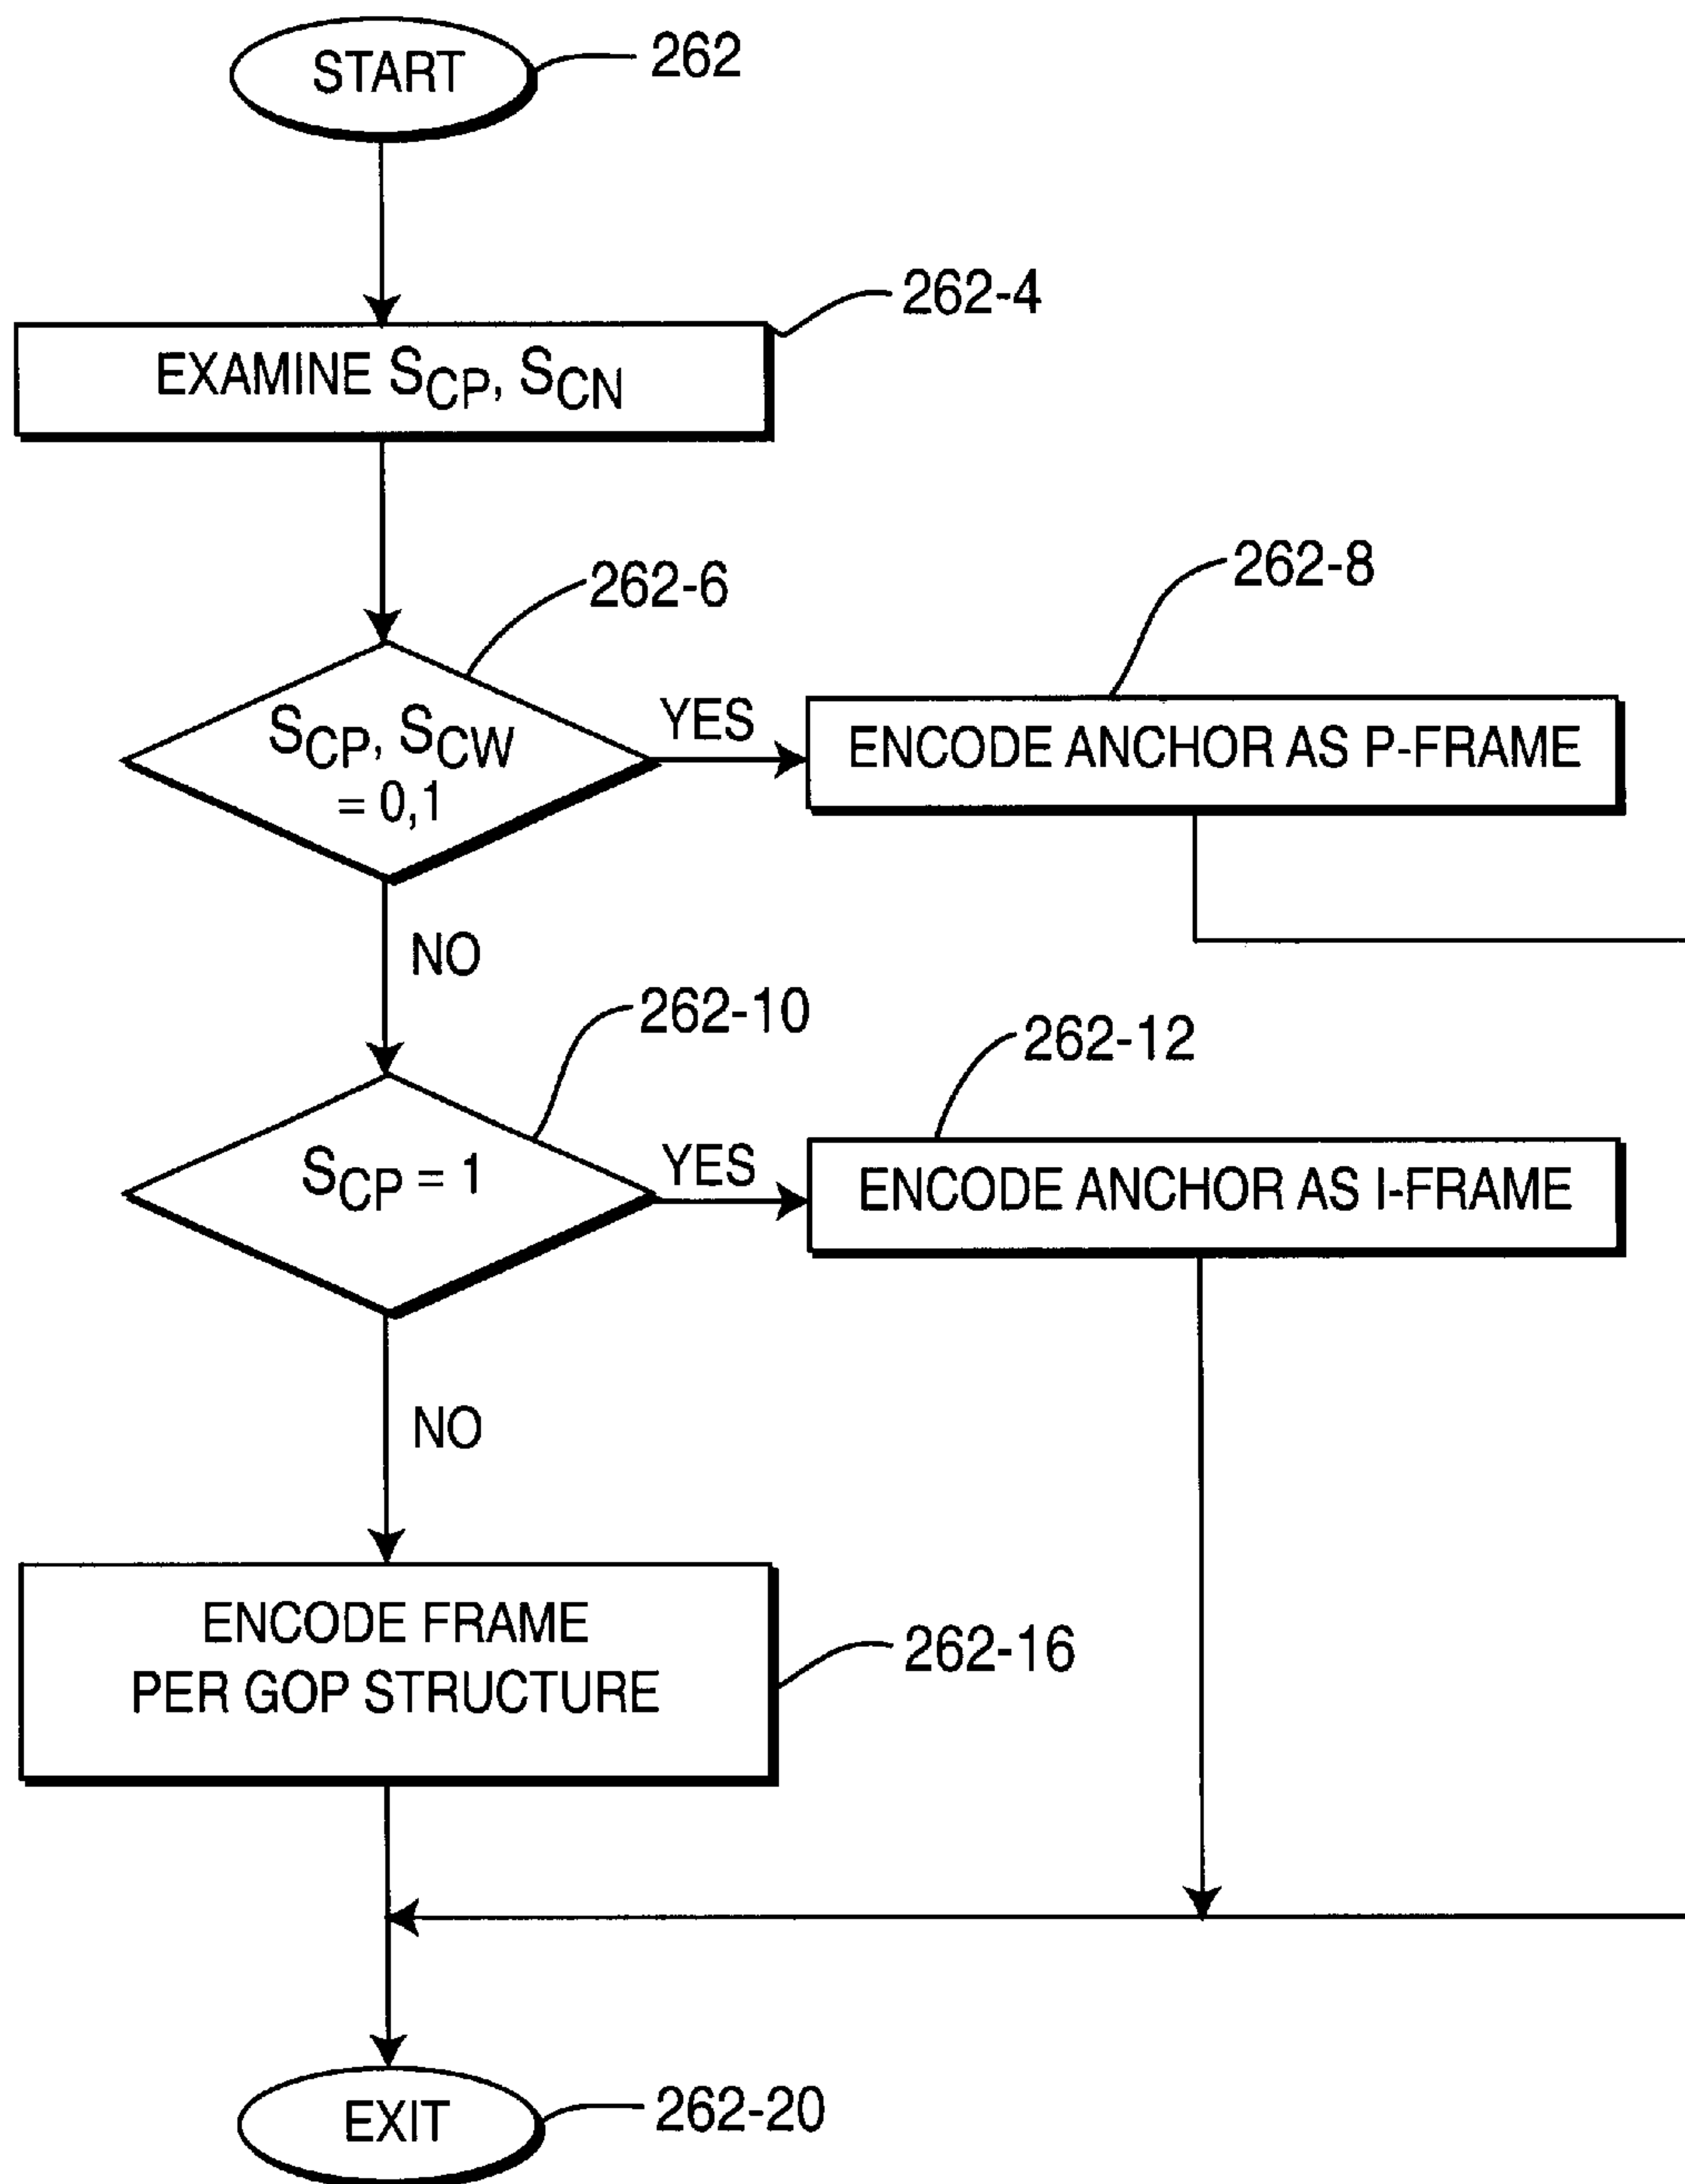 START
262
262-4
EXAMINE SCP, SCN
262-6
262-8
SCP, SCW
= 0,1
YES
ENCODE ANCHOR AS P-FRAME
NO
262-10
262-12
SCP = 1
YES
ENCODE ANCHOR AS I-FRAME
NO
ENCODE FRAME
PER GOP STRUCTURE
262-16
EXIT
262-20